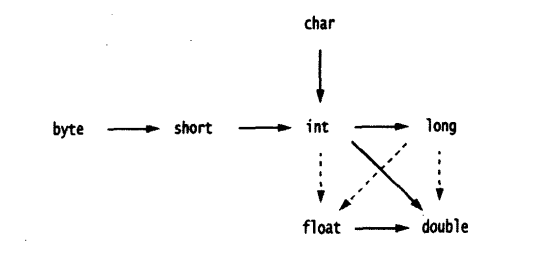 char
byte short int long
float double